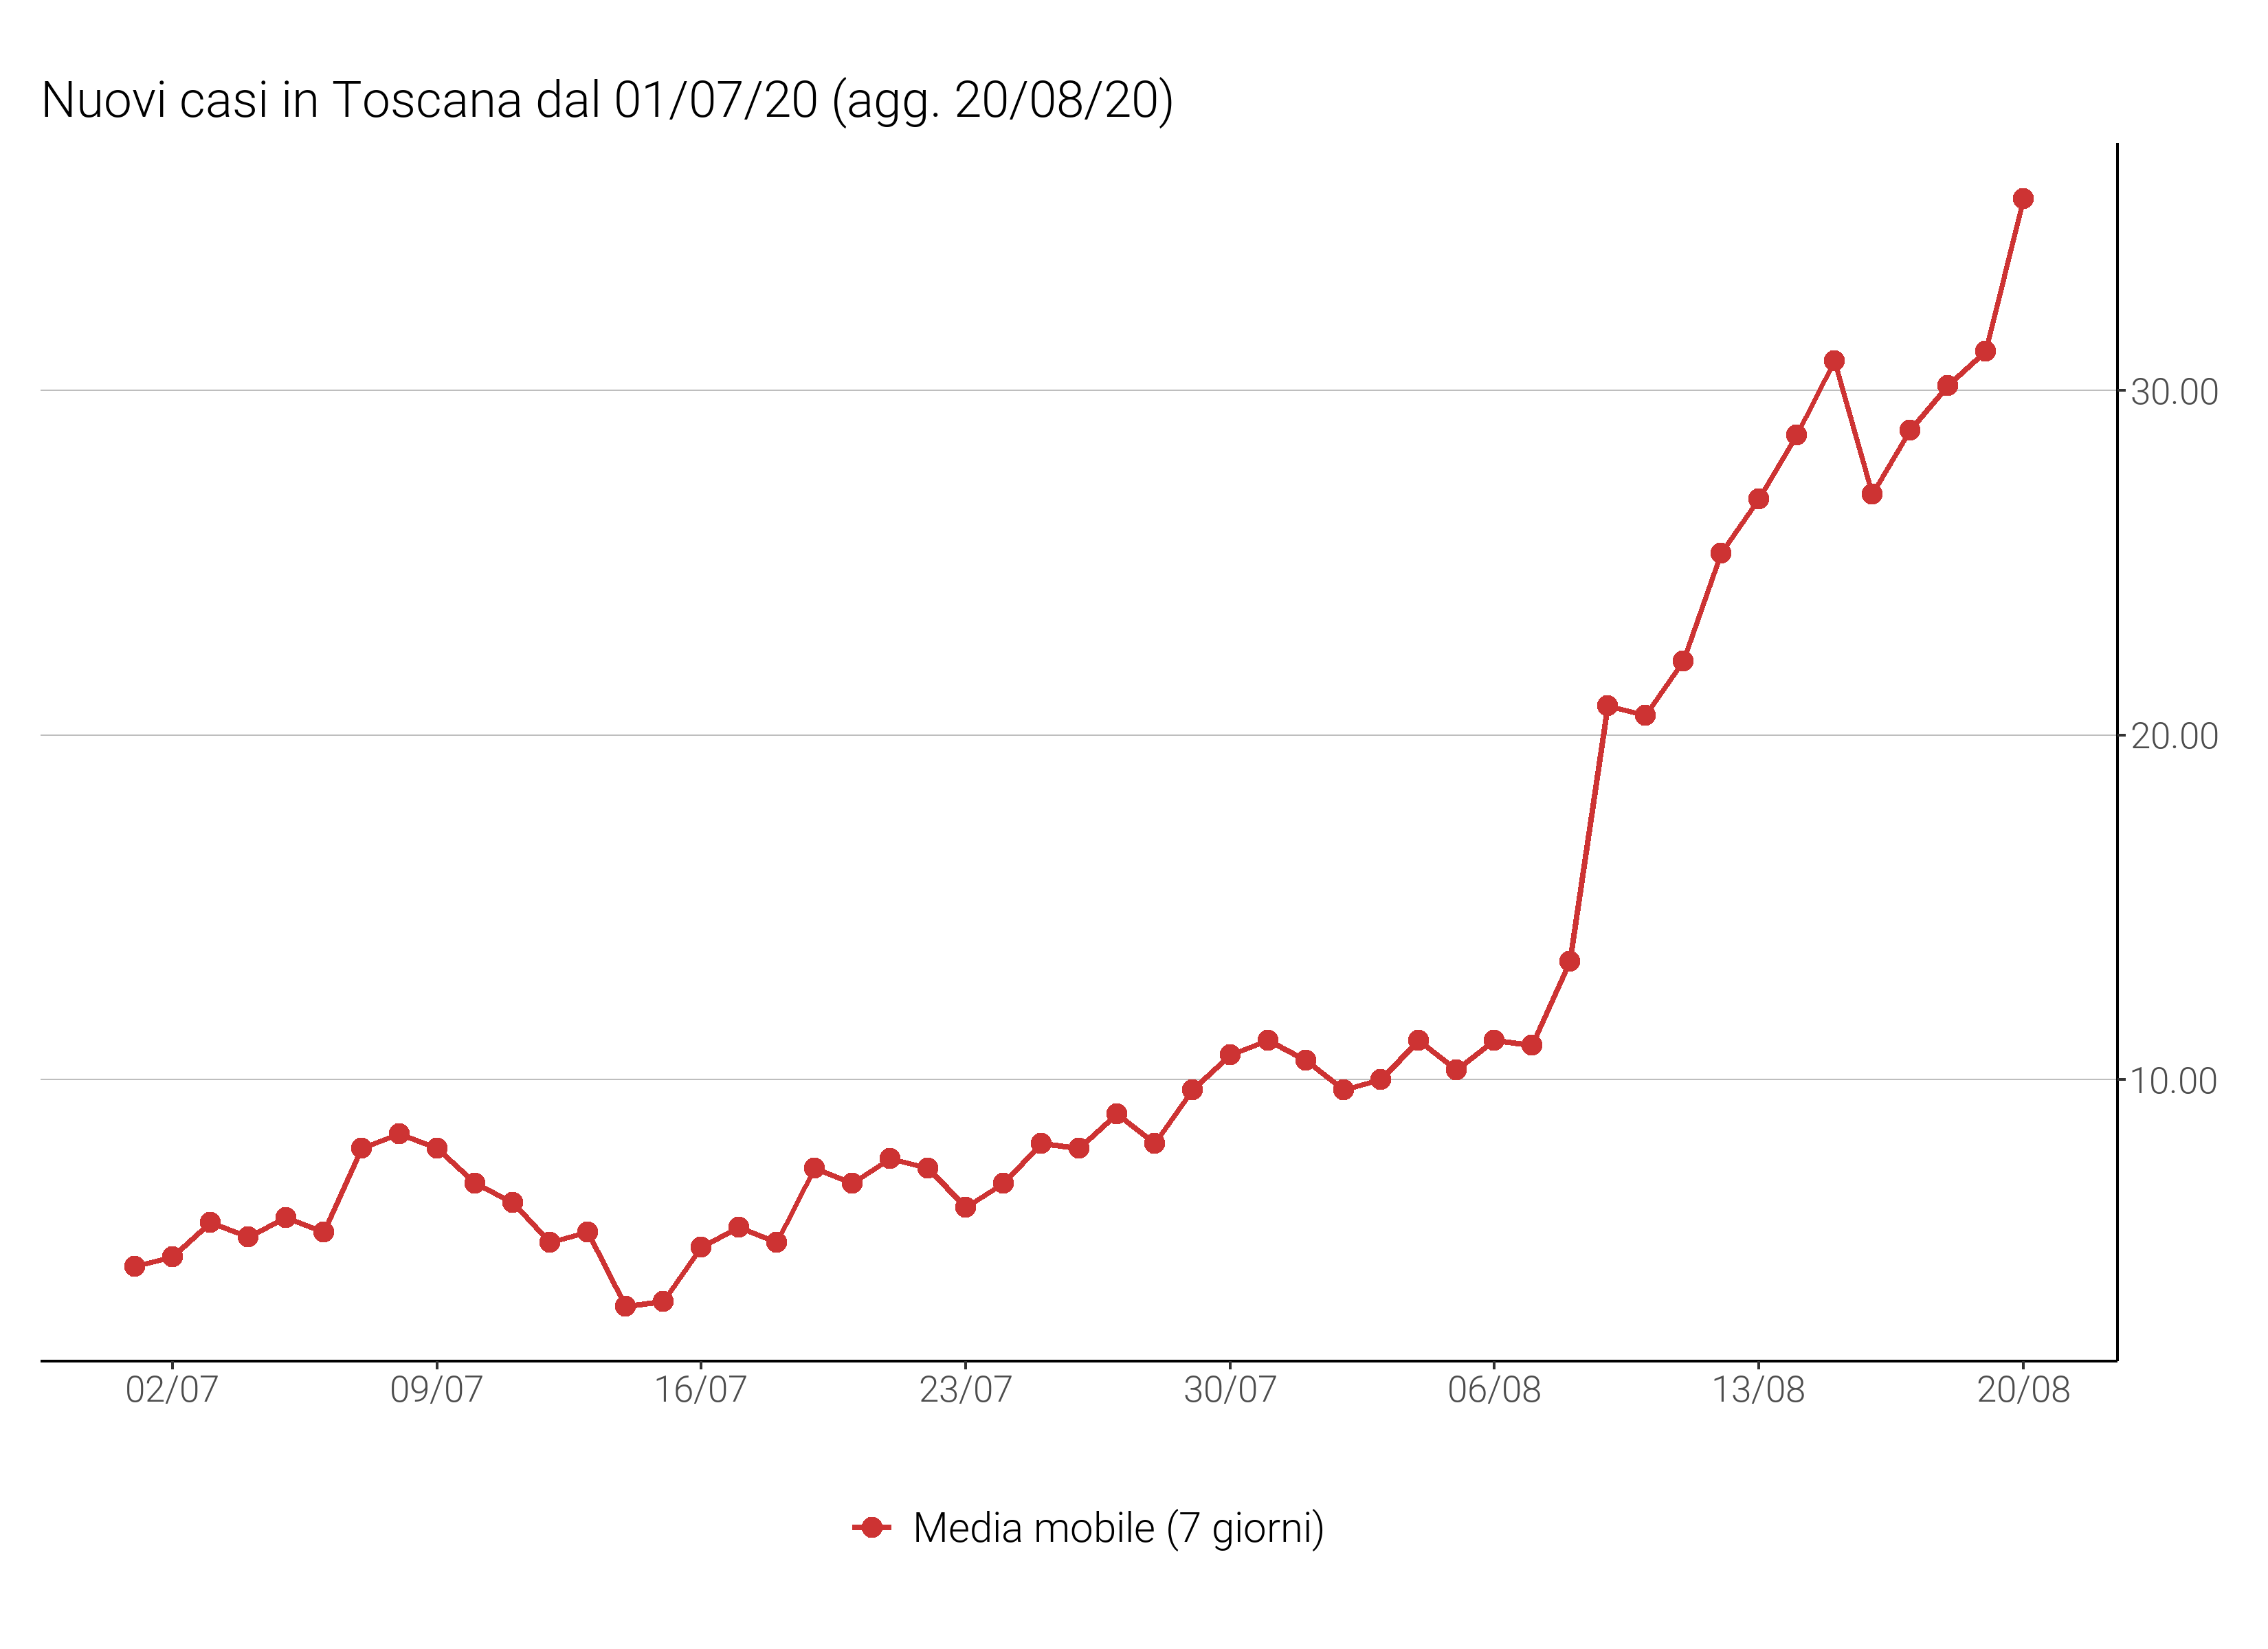 Nuovi casi in Toscana dal 01/07/20 (agg. 20/08/20)
30.00
20.00
10.00
02/07 09/07 16/07 23/07 30/07 06/08 13/08 20/08
Media mobile (7 giorni)